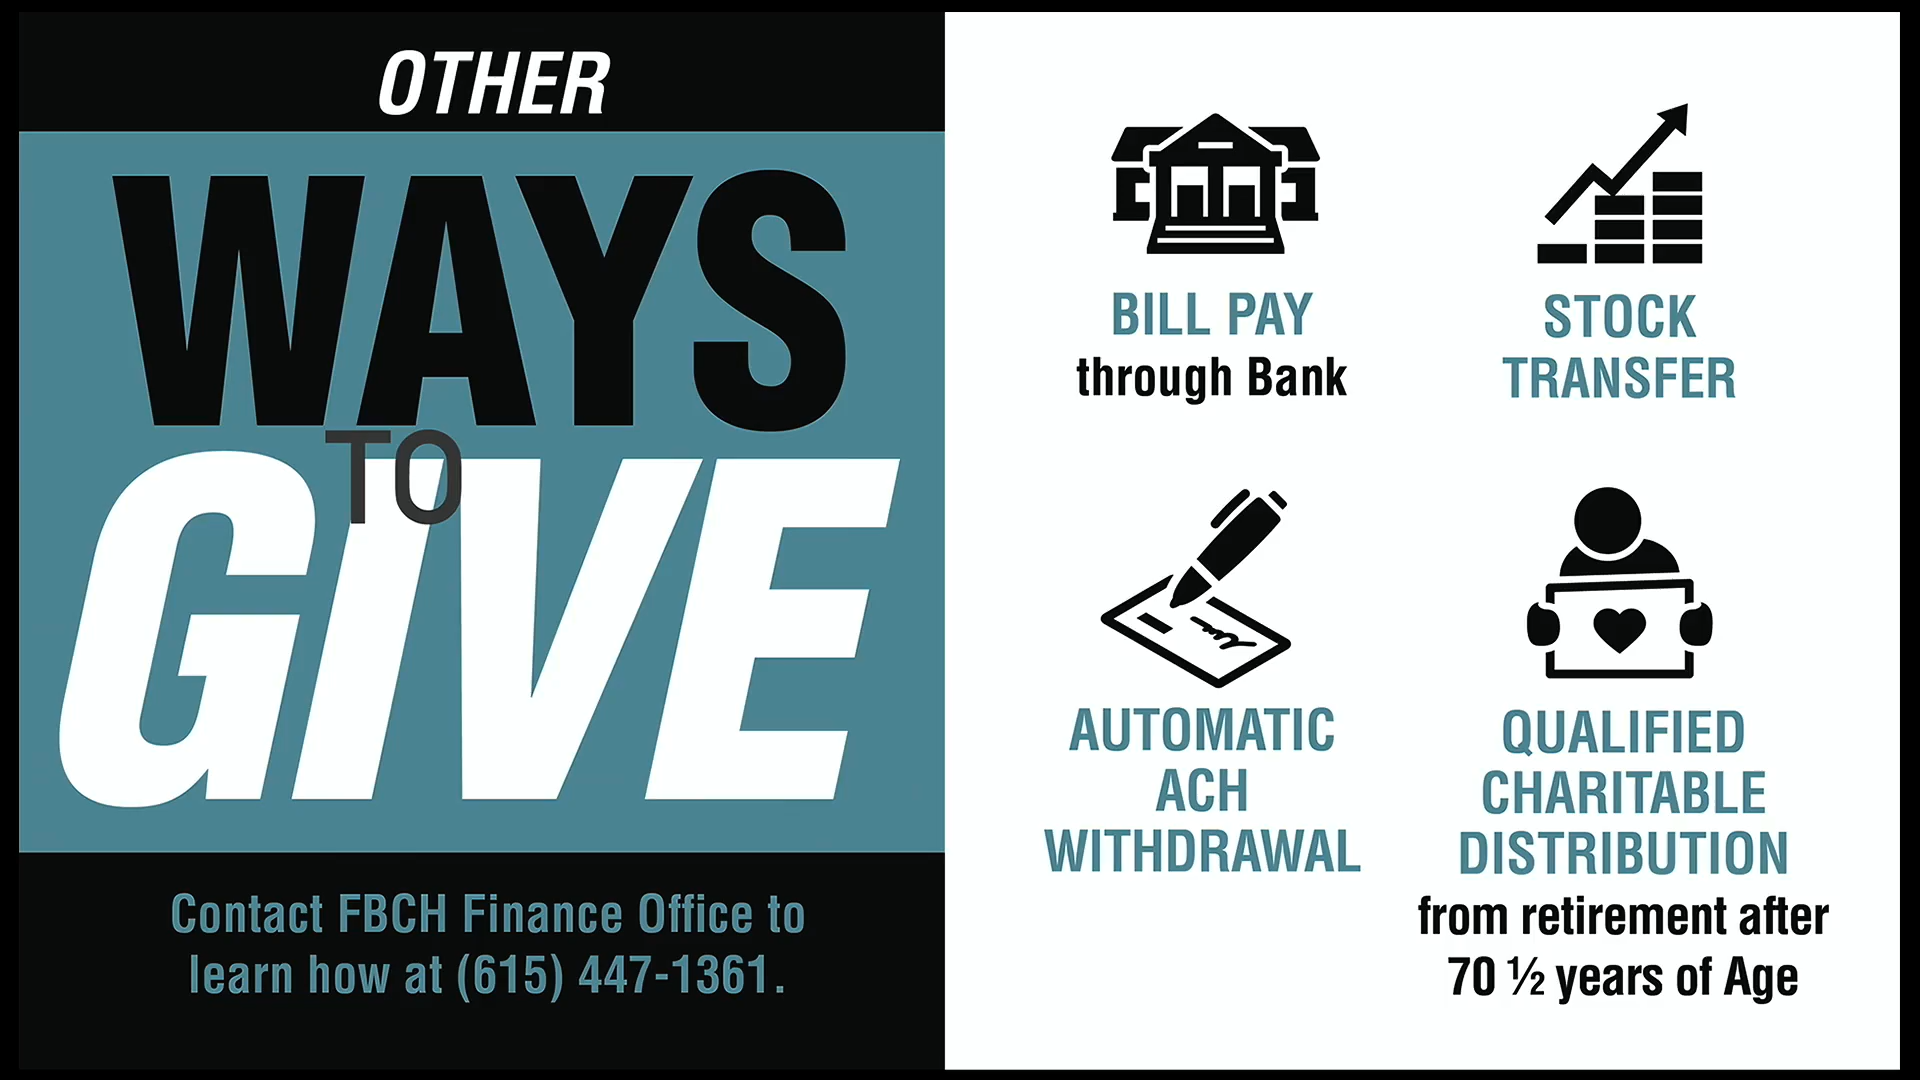 OTHER
WAYS
TO
GIVE
Contact FBCH Finance Office to
learn how at (615) 447-1361.
BILL PAY
through Bank
STOCK
TRANSFER
AUTOMATIC
ACH
WITHDRAWAL
QUALIFIED
CHARITABLE
DISTRIBUTION
from retirement after
70 ½ years of Age